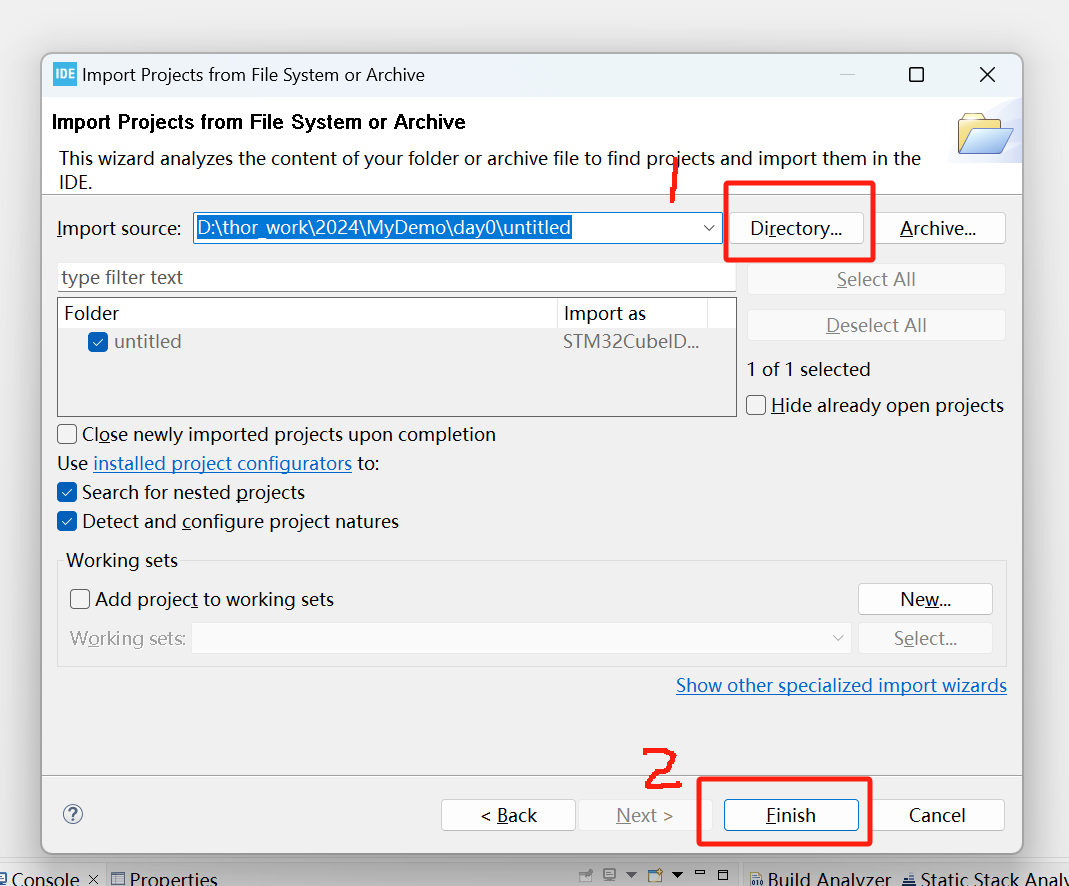 IDE Import Projects from File System or Archive
Import Projects from File System or Archive
This wizard analyzes the content of your folder or archive file to find projects and import them in the
IDE.
1
Import source: D:\thor_work\2024\MyDemo\day0\untitled Directory... Archive...
type filter text Select All
Folder Import as
Deselect All
untitled STM32CubeID...
1 of 1 selected
Hide already open projects
Close newly imported projects upon completion
Use installed project configurators to:
Search for nested projects
Detect and configure project natures
Working sets
Add project to working sets New...
Working sets: Select...
Show other specialized import wizards
2
? < Back Next > Finish Cancel
Console Properties Build Analyzer Static Stack Analy